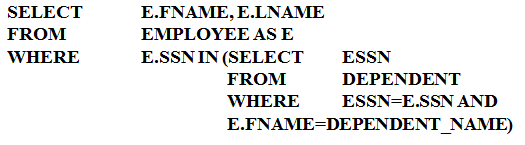 SELECT E.FNAME, E.LNAME
FROM EMPLOYEE AS E
WHERE E.SSN IN (SELECT ESSN
FROM DEPENDENT
WHERE ESSN=E.SSN AND
E.FNAME=DEPENDENT_NAME)